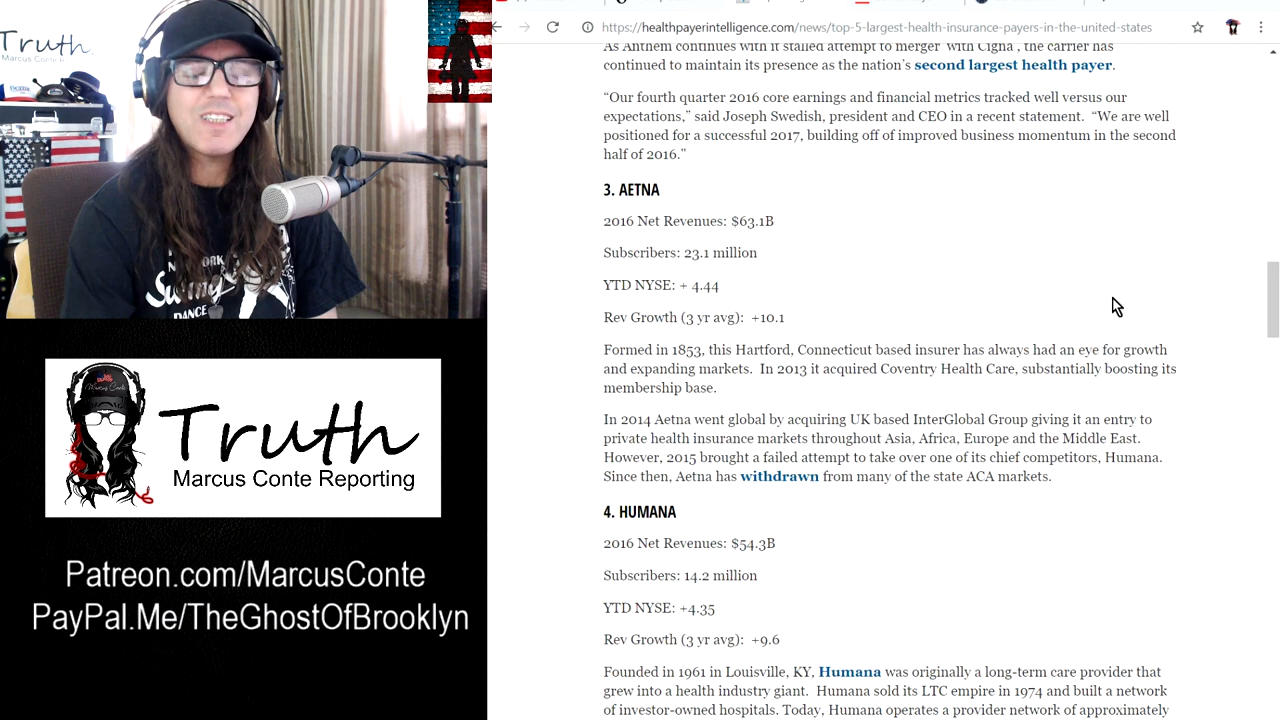 Truth
Marcus Conte
NEW YORK
Swing
DANCE
Truth
Marcus Conte Reporting
Patreon.com/MarcusConte
PayPal.Me/TheGhostOfBrooklyn
https://healthpayerintelligence.com/news/top-5-largest-health-insurance-payers-in-the-united-states
As Anthem continues with it stalled attempt to merger with Cigna , the carrier has
continued to maintain its presence as the nation's second largest health payer.
“Our fourth quarter 2016 core earnings and financial metrics tracked well versus our
expectations,” said Joseph Swedish, president and CEO in a recent statement. “We are well
positioned for a successful 2017, building off of improved business momentum in the second
half of 2016."
3. AETNA
2016 Net Revenues: $63.1B
Subscribers: 23.1 million
YTD NYSE: + 4.44
Rev Growth (3 yr avg): +10.1
Formed in 1853, this Hartford, Connecticut based insurer has always had an eye for growth
and expanding markets. In 2013 it acquired Coventry Health Care, substantially boosting its
membership base.
In 2014 Aetna went global by acquiring UK based InterGlobal Group giving it an entry to
private health insurance markets throughout Asia, Africa, Europe and the Middle East.
However, 2015 brought a failed attempt to take over one of its chief competitors, Humana.
Since then, Aetna has withdrawn from many of the state ACA markets.
4. HUMANA
2016 Net Revenues: $54.3B
Subscribers: 14.2 million
YTD NYSE: +4.35
Rev Growth (3 yr avg): +9.6
Founded in 1961 in Louisville, KY, Humana was originally a long-term care provider that
grew into a health industry giant. Humana sold its LTC empire in 1974 and built a network
of investor-owned hospitals. Today, Humana operates a provider network of approximately